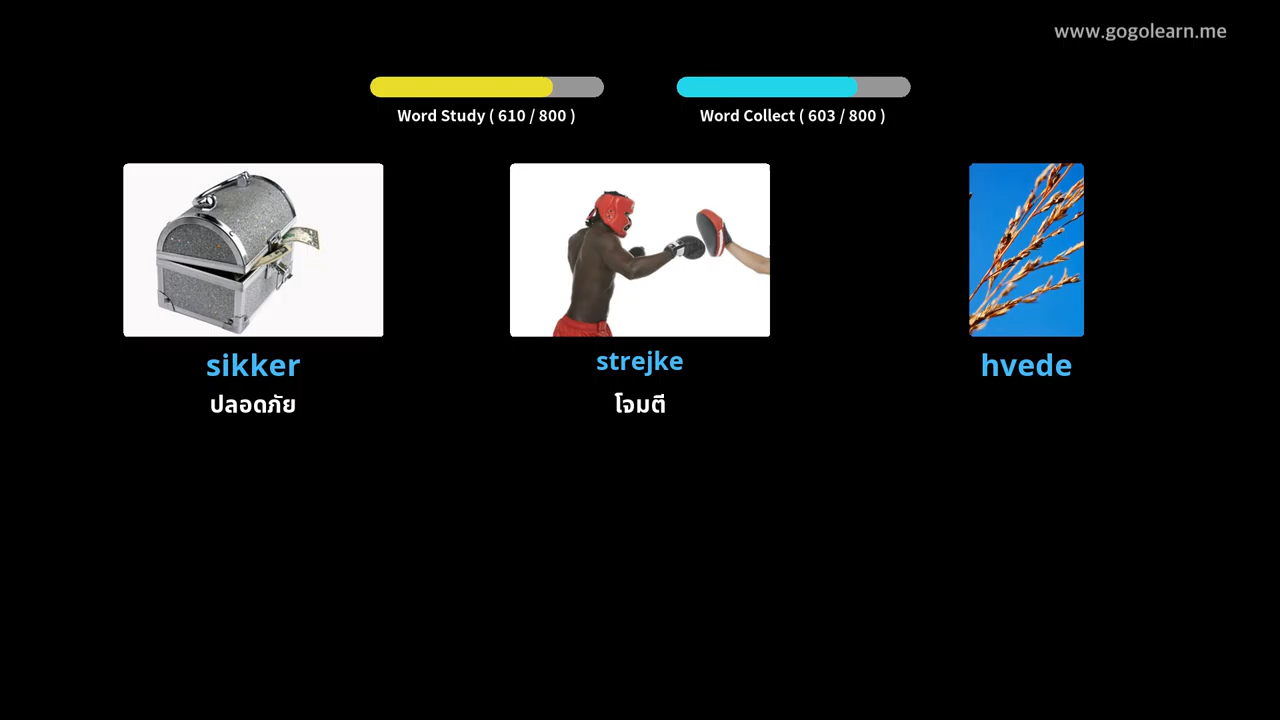 www.gogolearn.me
Word Study ( 610 / 800 )
Word Collect ( 603 / 800 )
sikker
strejke
hvede
ปลอดภัย
โจมตี